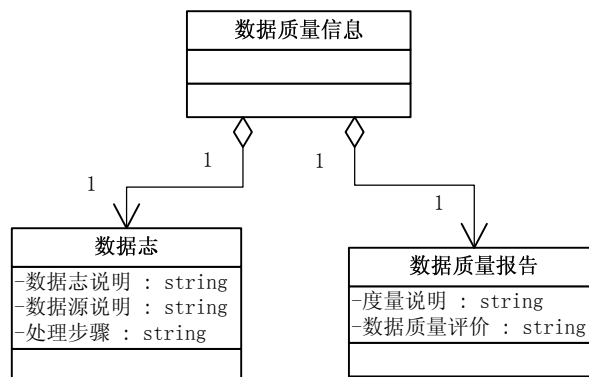 数据质量信息
1
1
1
1
数据志
-数据志说明 : string
-数据源说明 : string
-处理步骤 : string
数据质量报告
-度量说明 : string
-数据质量评价 : string